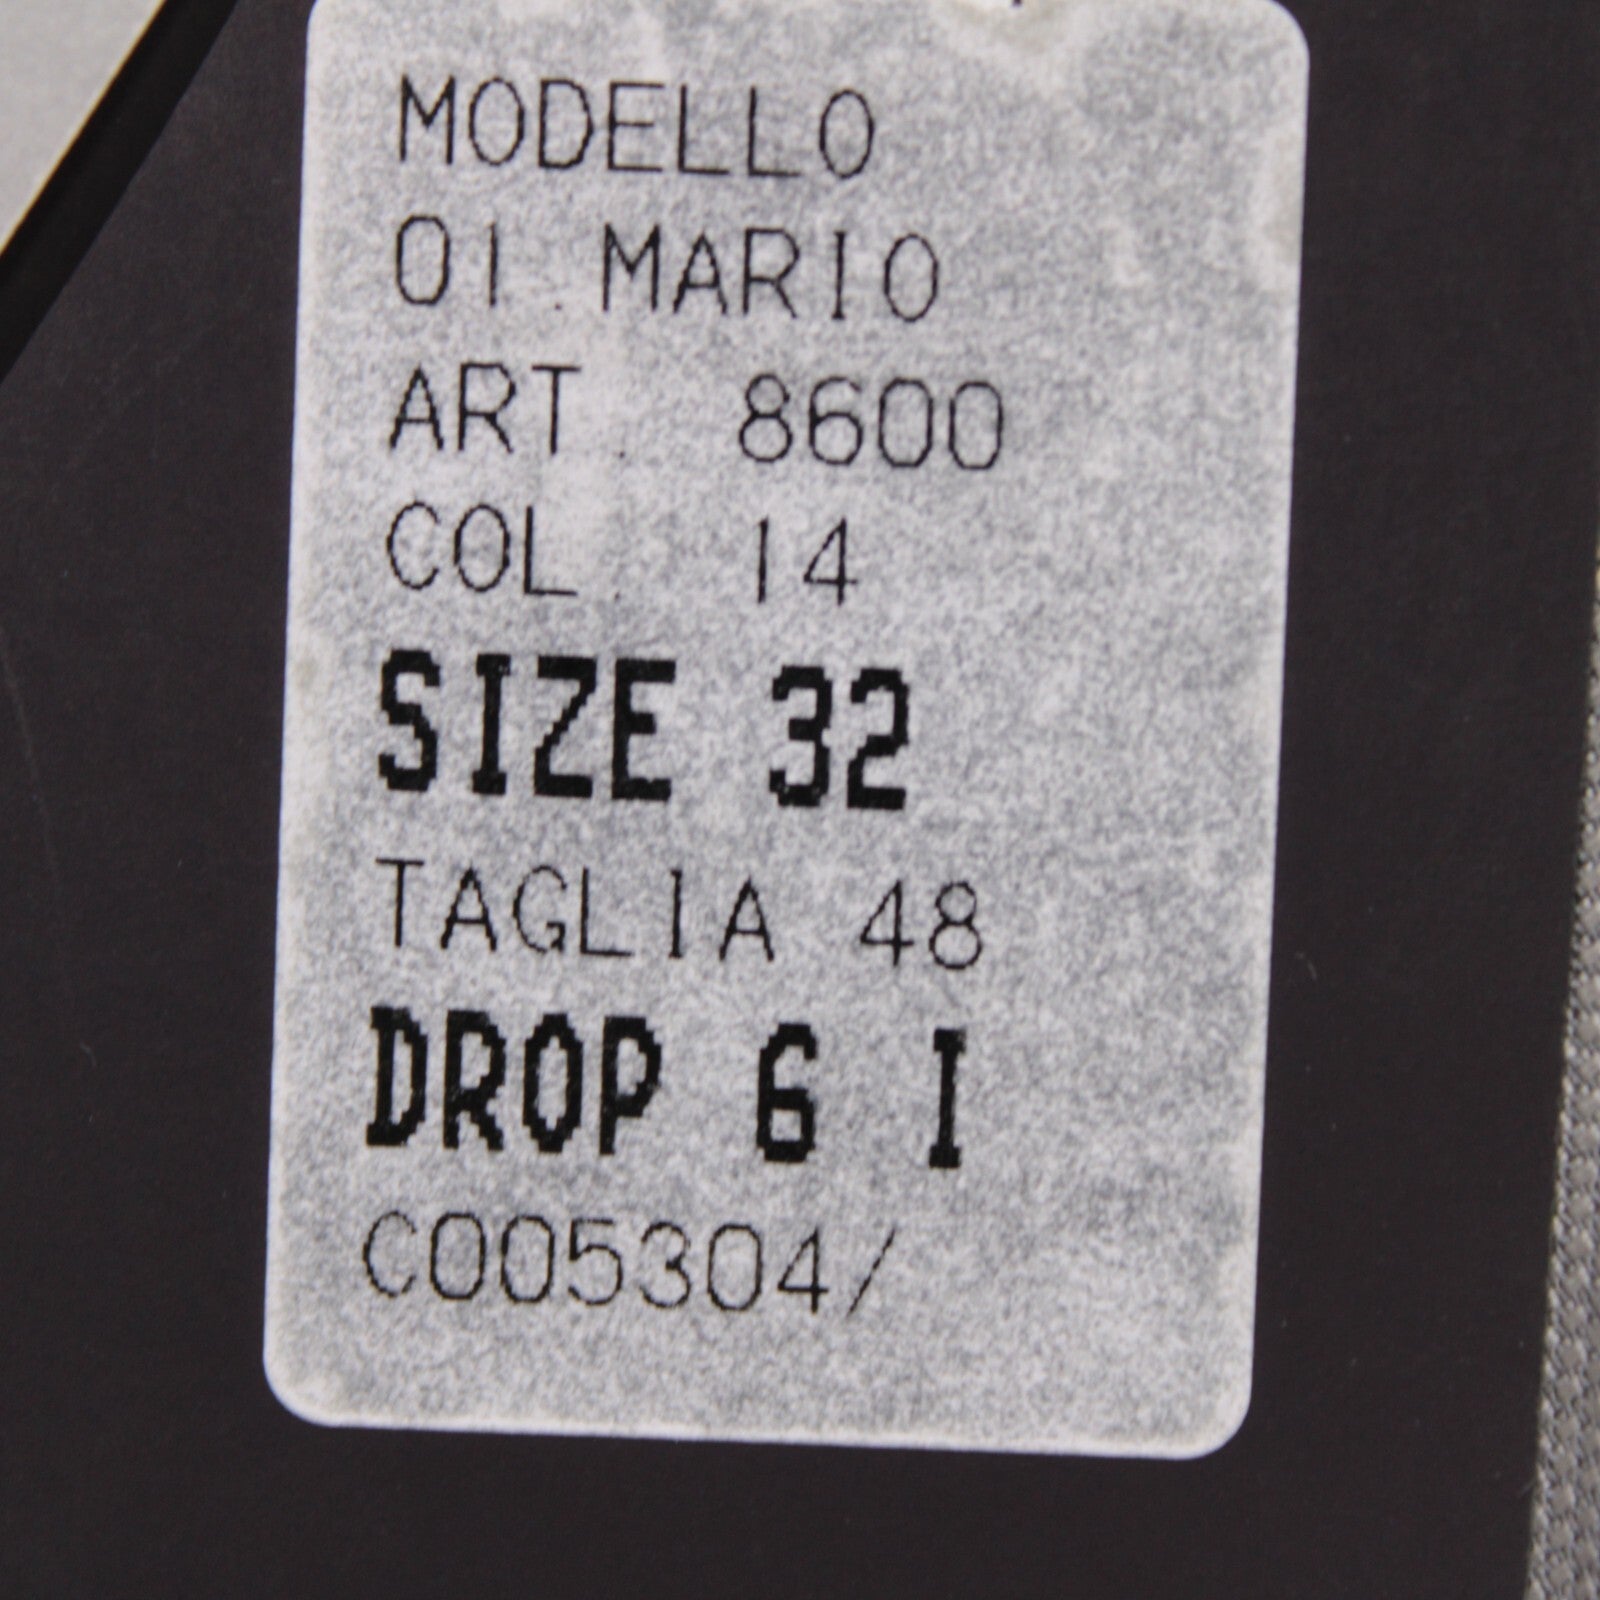 MODELLO
01 MARIO
ART. 8600
COL. 14
SIZE 32
TAGLIA 48
DROP 6 I
C005304/